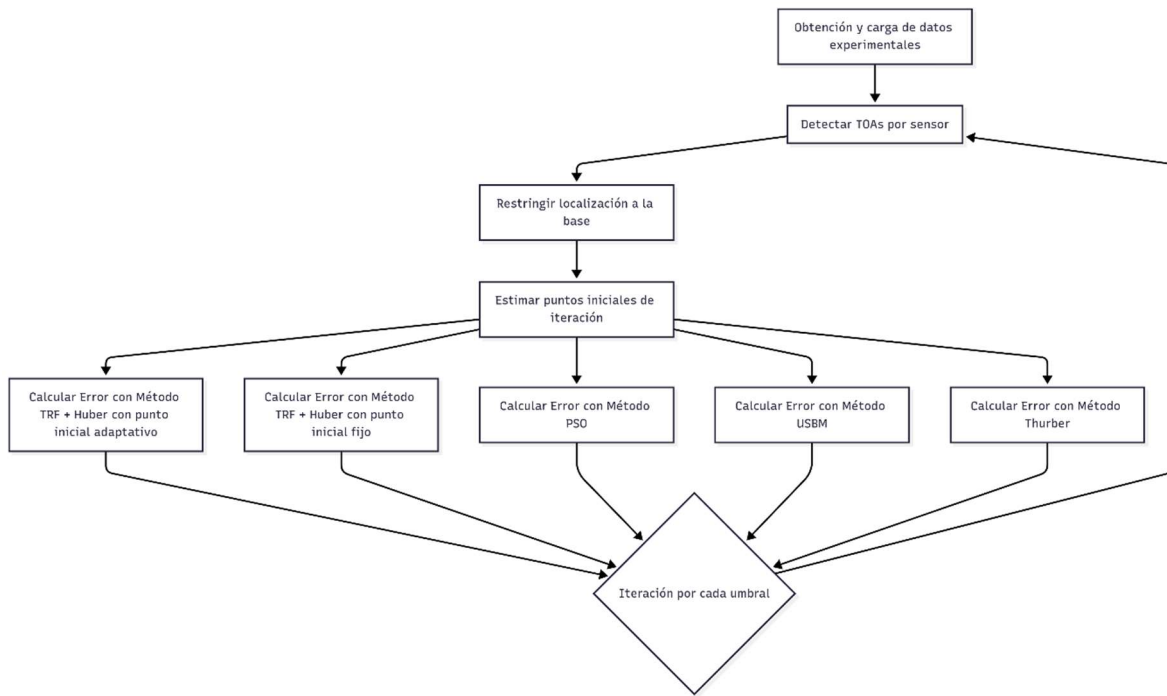 Obtención y carga de datos
experimentales
Detectar TOAs por sensor
Restringir localización a la
base
Estimar puntos iniciales de
iteración
Calcular Error con Método
TRF + Huber con punto
inicial adaptativo
Calcular Error con Método
TRF + Huber con punto
inicial fijo
Calcular Error con Método
PSO
Calcular Error con Método
USBM
Calcular Error con Método
Thurber
Iteración por cada umbral